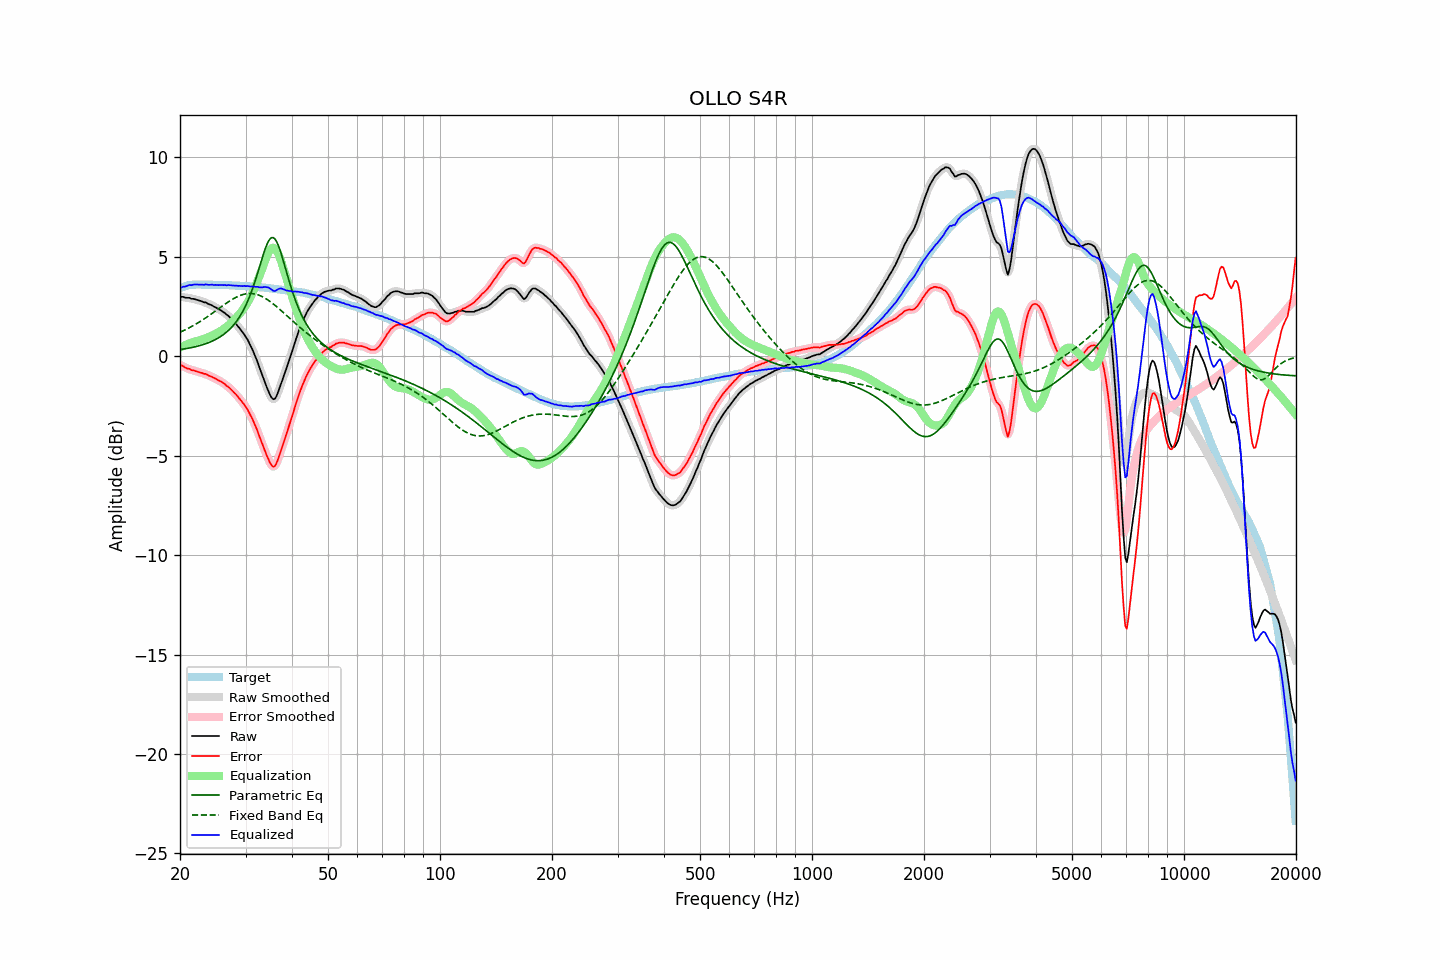 OLLO S4R
Amplitude (dBr)
10
5
0
−5
−10
−15
−20
−25
Target
Raw Smoothed
Error Smoothed
Raw
Error
Equalization
Parametric Eq
Fixed Band Eq
Equalized
20 50 100 200 500 1000 2000 5000 10000 20000
Frequency (Hz)